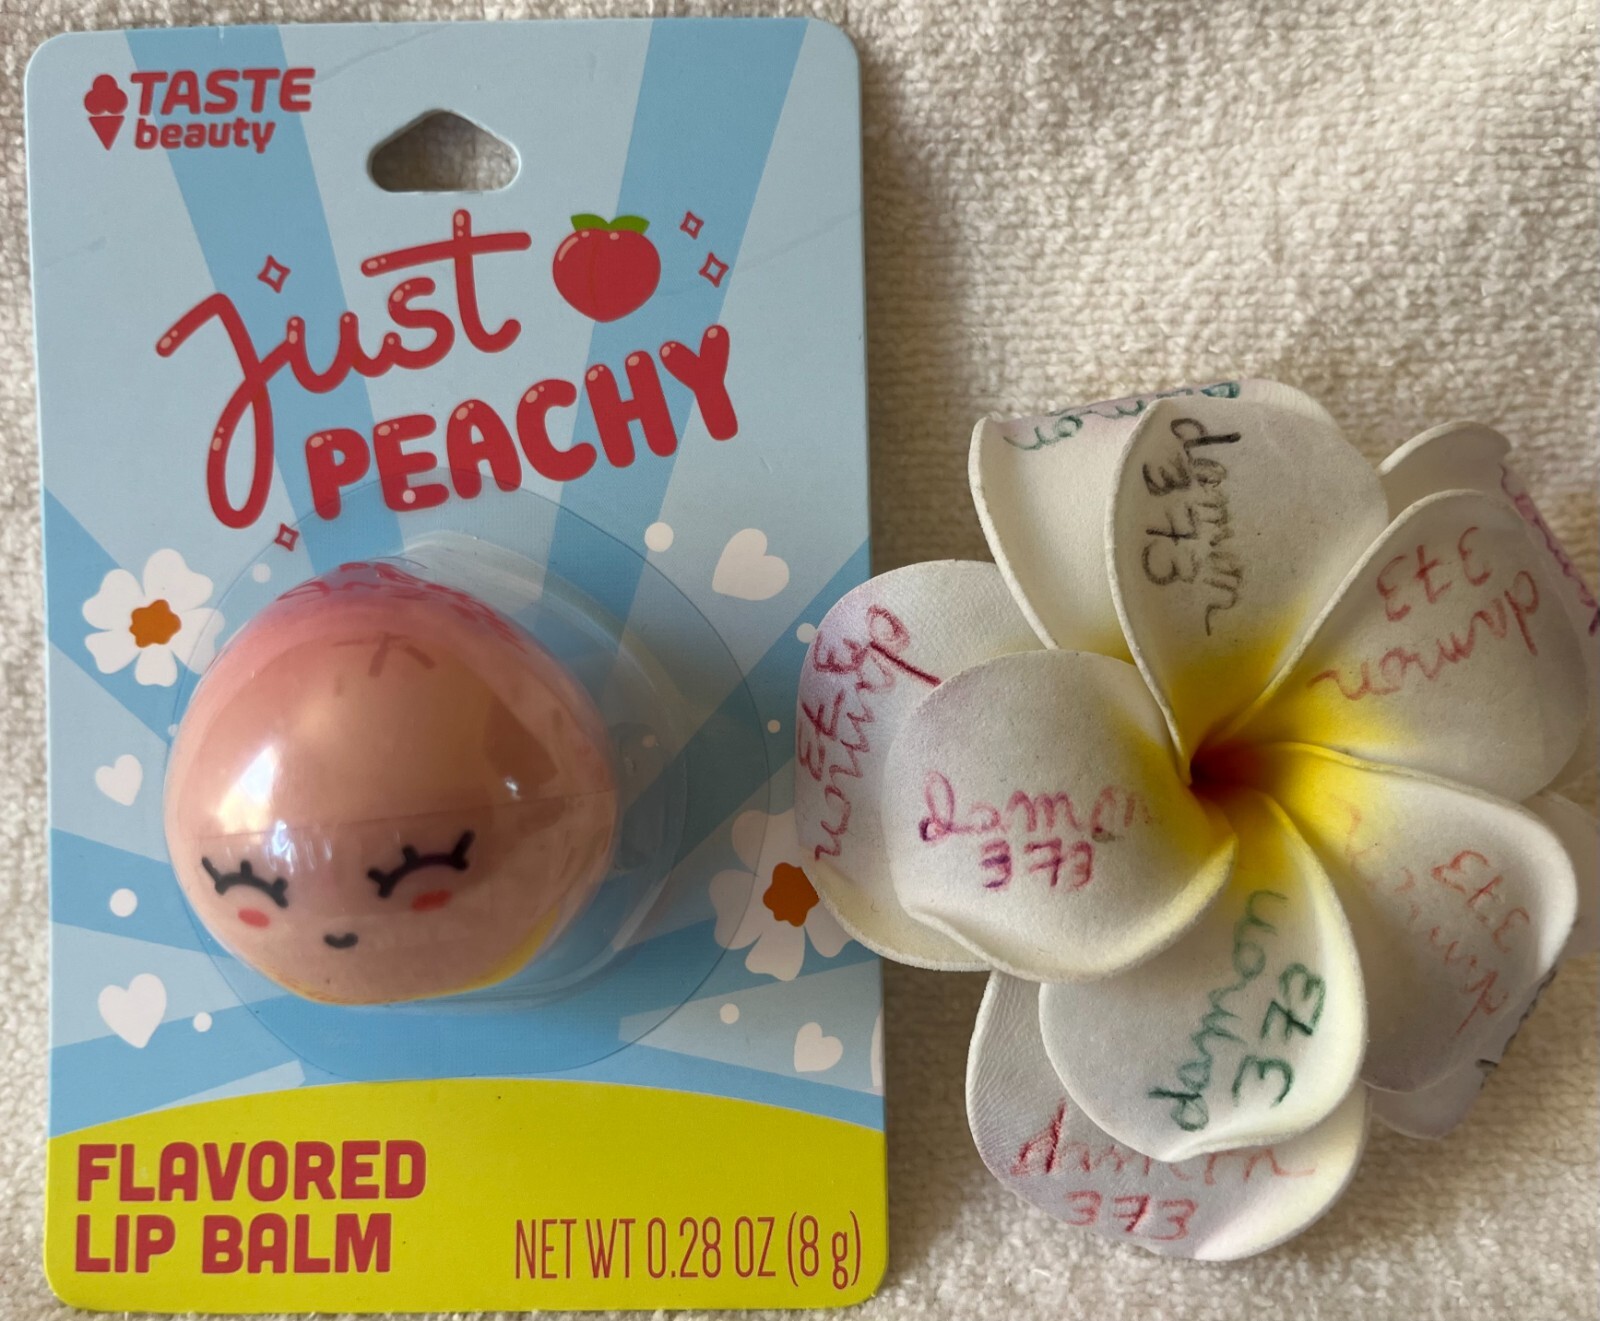 TASTE
beauty
Just
PEACHY
FLAVORED
LIP BALM
NET WT 0.28 OZ (8 g)
damon
373
damon
373
damon
373
damon
373
damon
373
damon
373
373